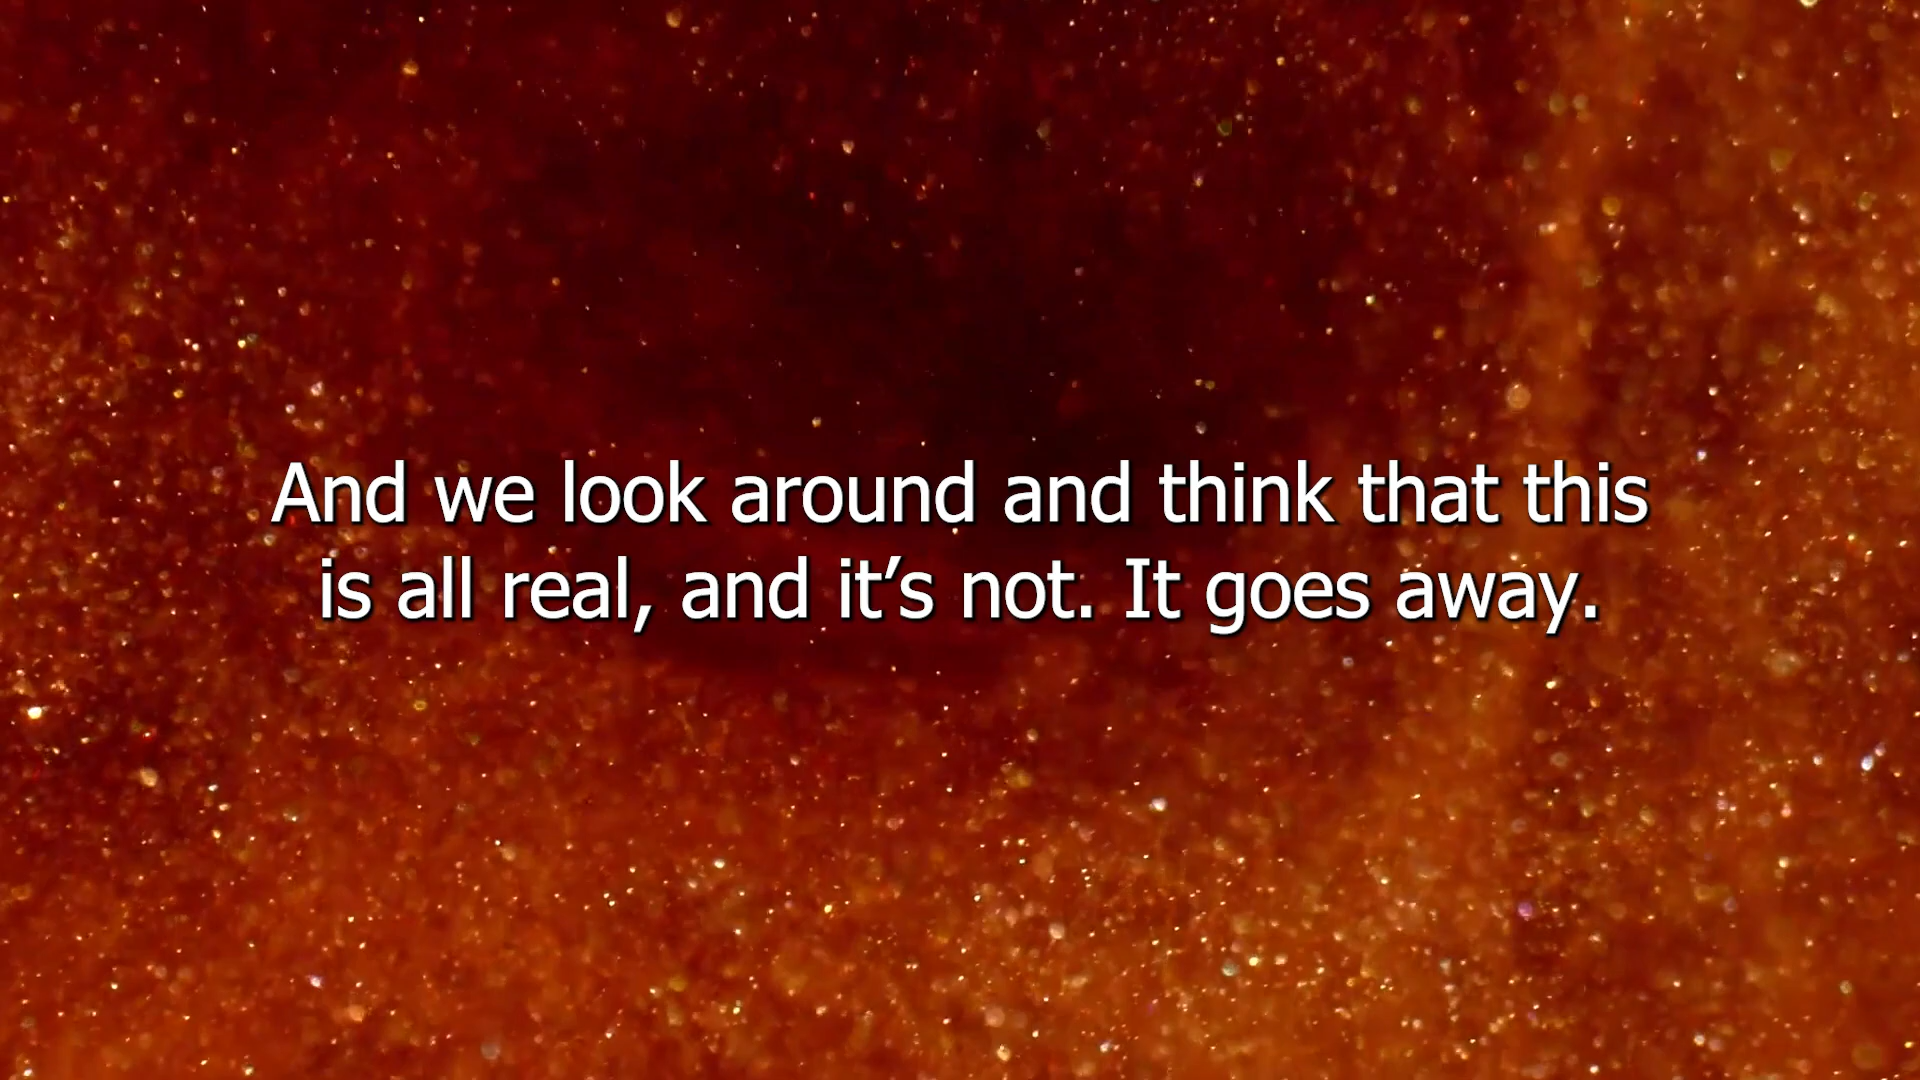 And we look around and think that this
is all real, and it’s not. It goes away.